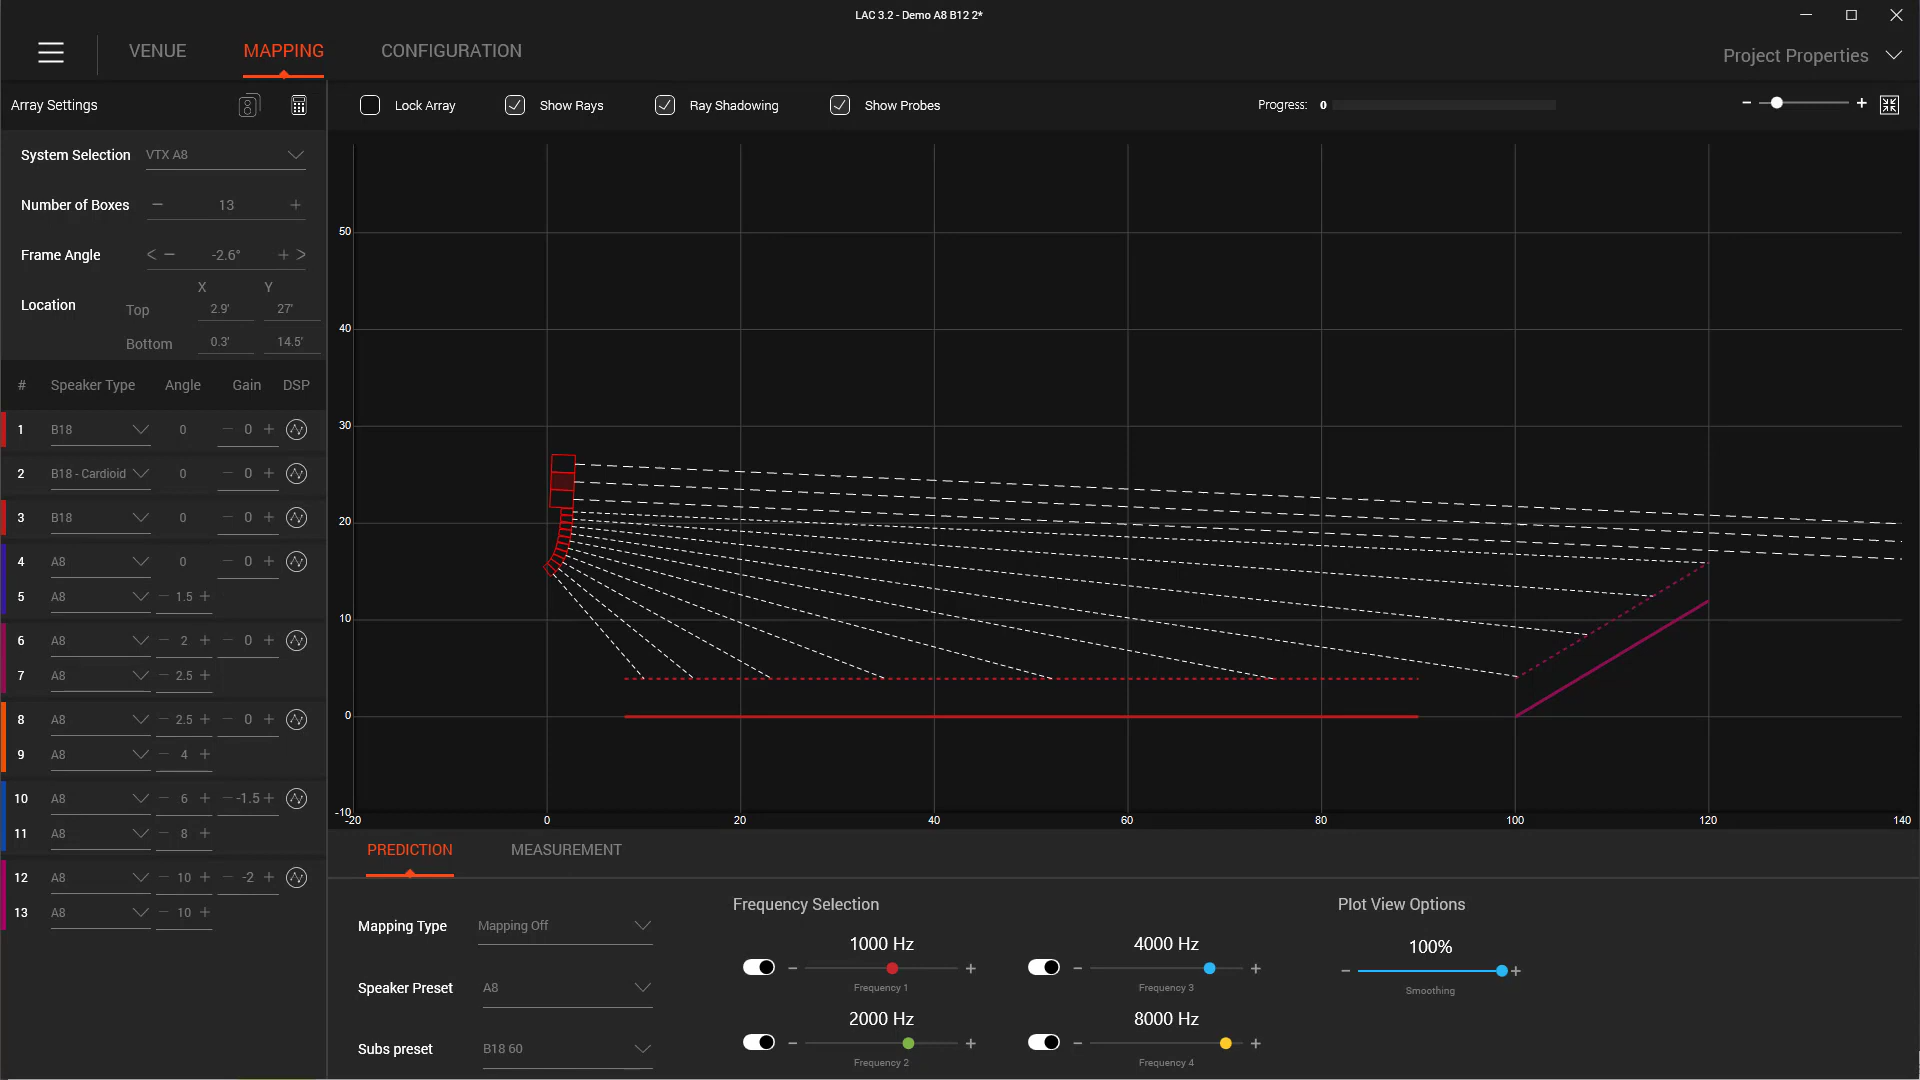 LAC 3.2 - Demo A8 B12 2*
VENUE MAPPING CONFIGURATION Project Properties
Array Settings
Lock Array Show Rays Ray Shadowing Show Probes Progress: 0
System Selection VTX A8
Number of Boxes 13
Frame Angle < -2.6° >
X Y
Location
Top 2.9' 27'
Bottom 0.3' 14.5'
# Speaker Type Angle Gain DSP
1 B18 0 − 0 +
2 B18 - Cardioid 0 − 0 +
3 B18 0 − 0 +
4 A8 0 − 0 +
5 A8 − 1.5 +
6 A8 − 2 + − 0 +
7 A8 − 2.5 +
8 A8 − 2.5 + − 0 +
9 A8 − 4 +
10 A8 − 6 + − -1.5 +
11 A8 − 8 +
12 A8 − 10 + − -2 +
13 A8 − 10 +
50
40
30
20
10
0
-10
-20 0 20 40 60 80 100 120 140
PREDICTION MEASUREMENT
Mapping Type Mapping Off
Speaker Preset A8
Subs preset B18 60
Frequency Selection
1000 Hz
Frequency 1
4000 Hz
Frequency 3
2000 Hz
Frequency 2
8000 Hz
Frequency 4
Plot View Options
100%
Smoothing